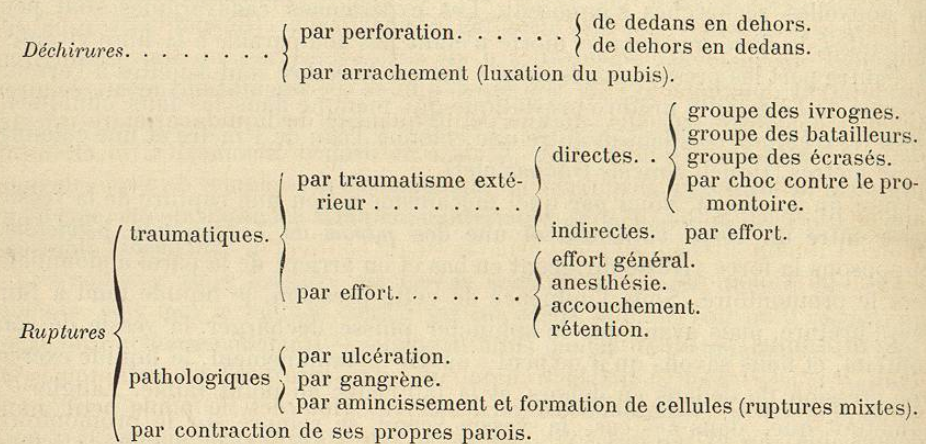 de dedans en dehors.
par perforation. . . . . .
Déchirures. . . . . . . . .
de dehors en dedans.
par arrachement (luxation du pubis).
groupe des ivrognes.
groupe des batailleurs.
directes. .
groupe des écrasés.
par traumatisme exté-
par choc contre le pro-
rieur . . . . . . . . .
montoire.
traumatiques.
indirectes. par effort.
effort général.
anesthésie.
par effort. . . . . . .
accouchement.
rétention.
Ruptures
par ulcération.
pathologiques
par gangrène.
par amincissement et formation de cellules (ruptures mixtes).
par contraction de ses propres parois.